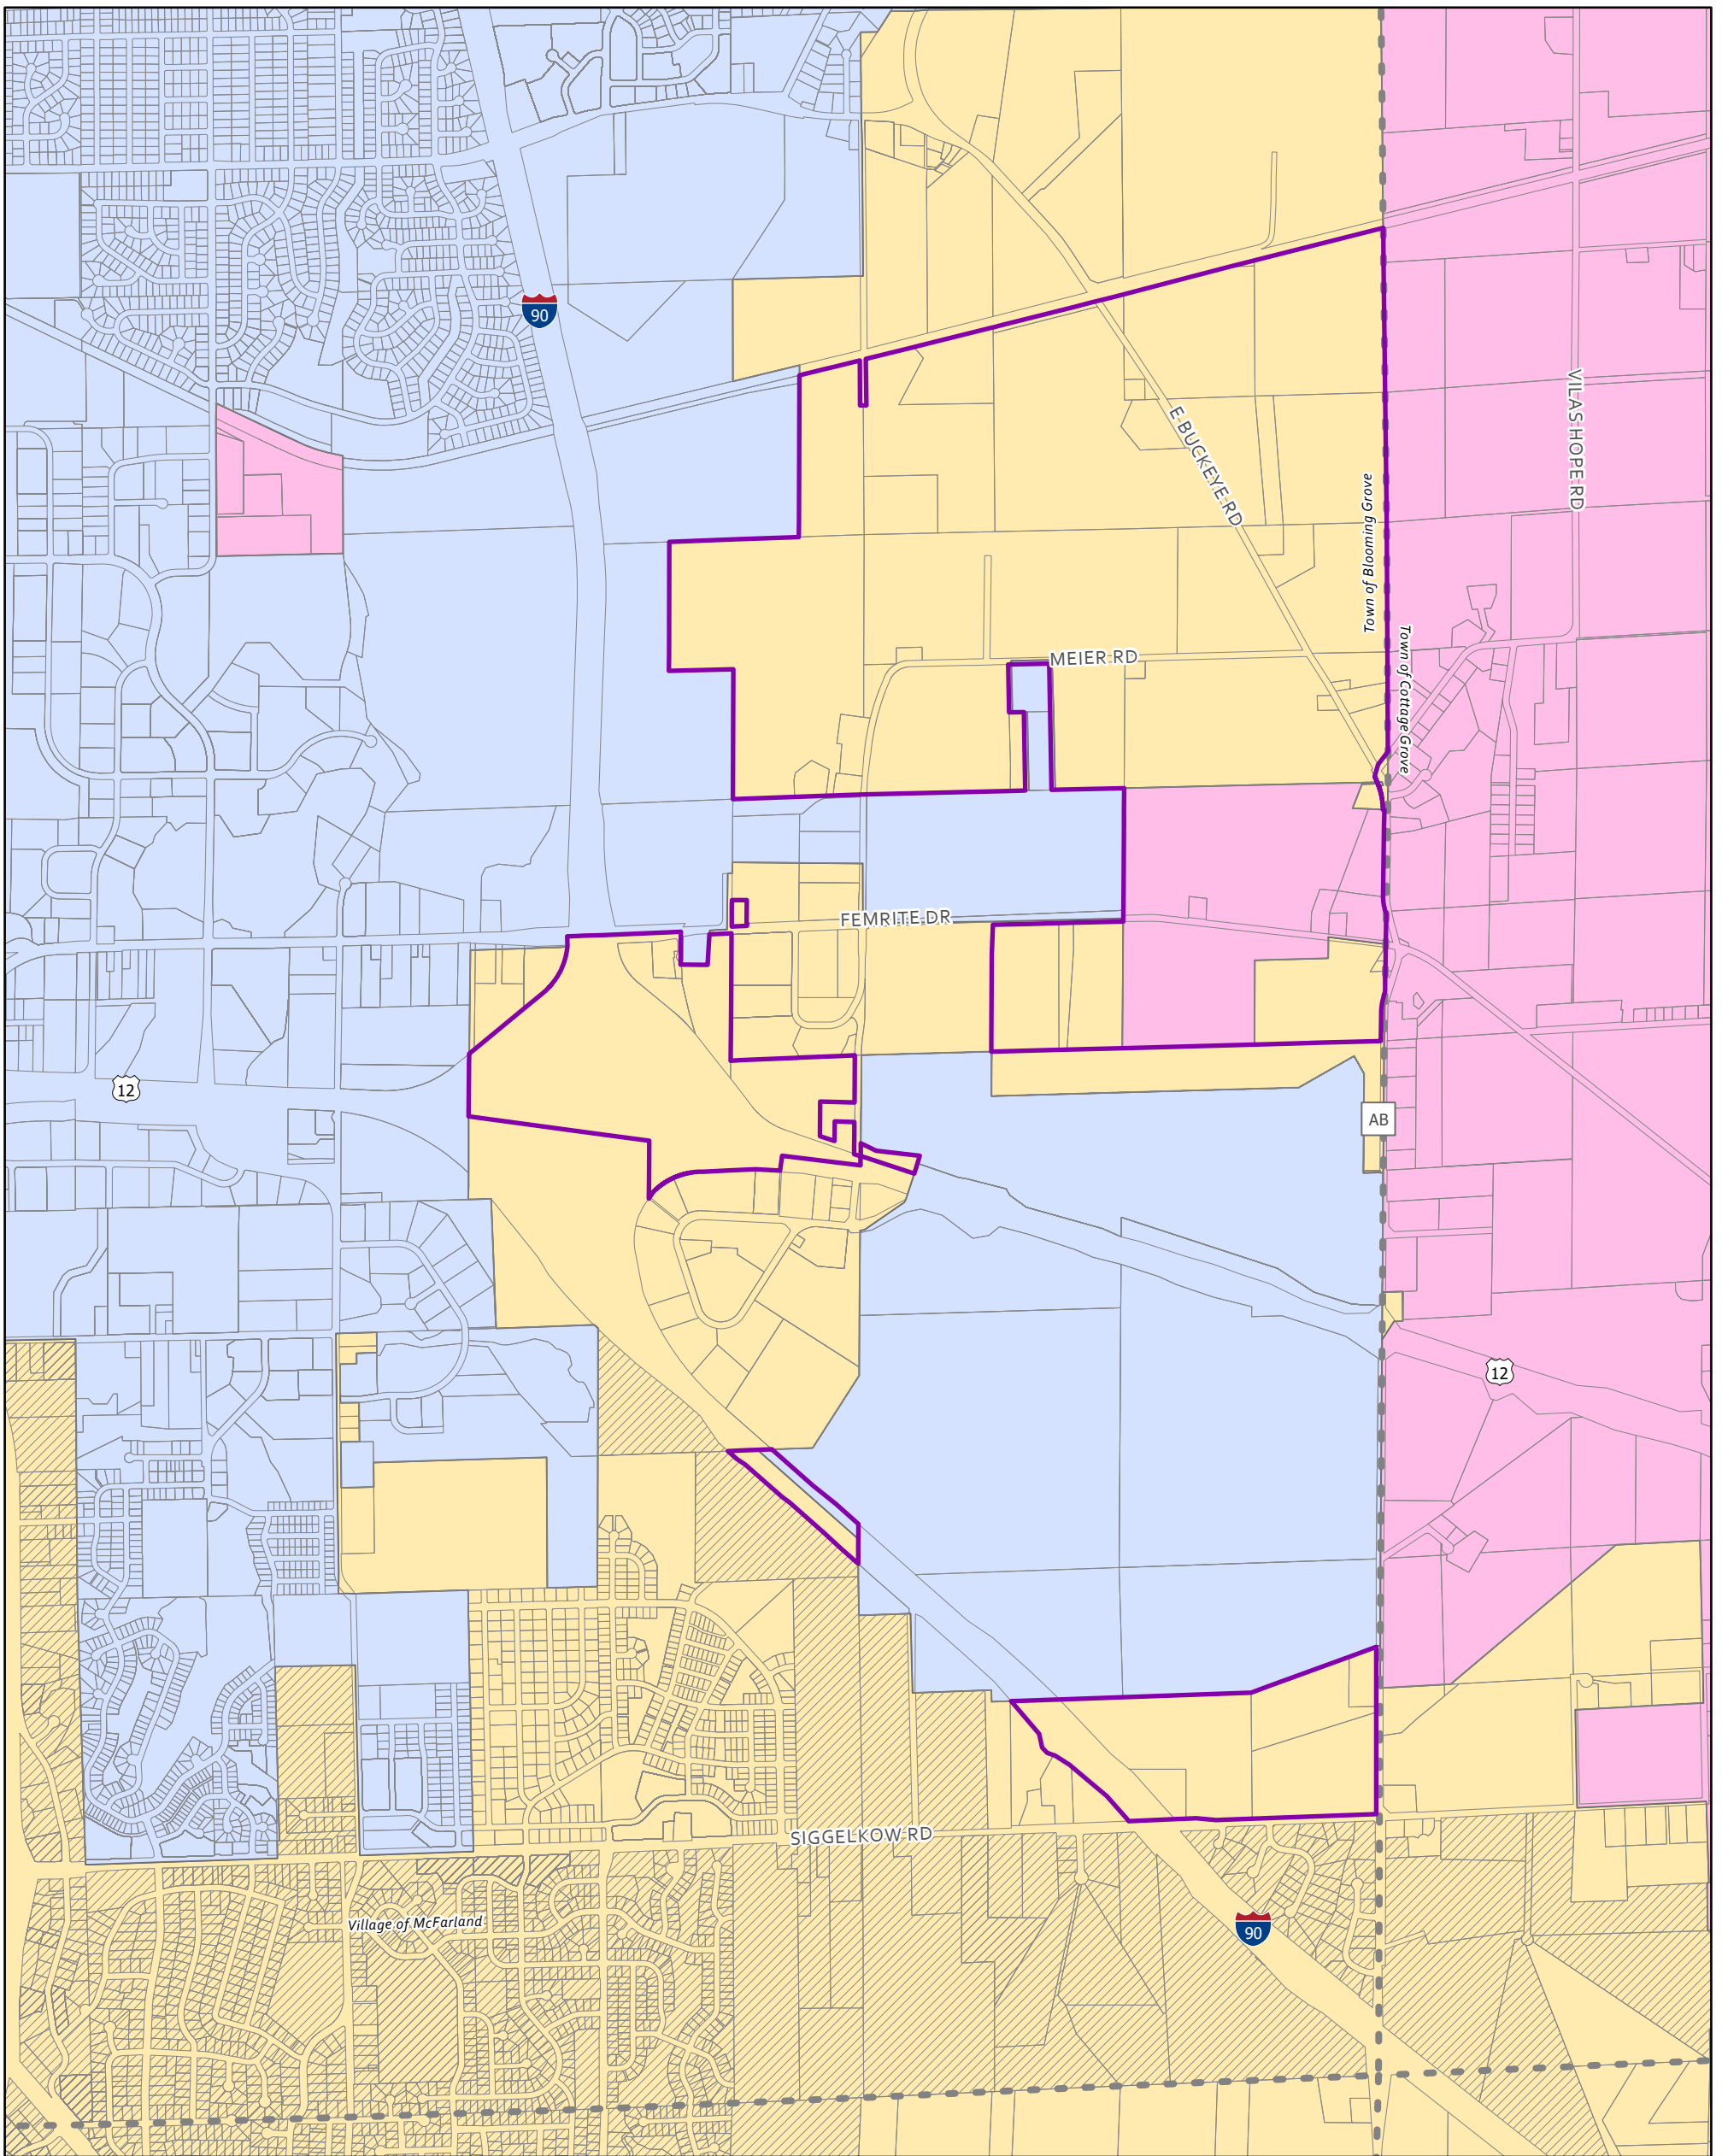 90
VILAS HOPE RD
E BUCKEYE RD
Town of Blooming Grove
Town of Cottage Grove
MEIER RD
FEMRITE DR
12
AB
12
SIGGELKOW RD
Village of McFarland
90